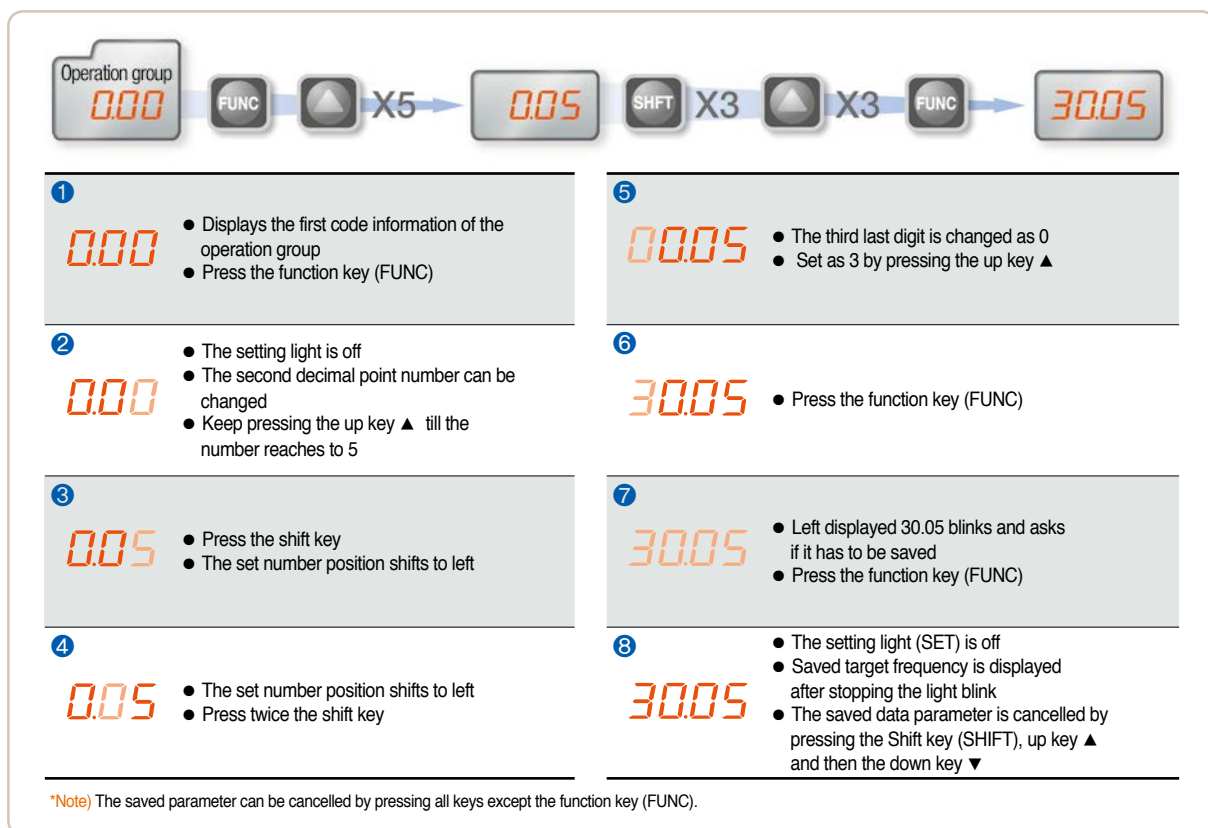 Operation group
0.00 FUNC ▲ X5 0.05 SHFT X3 ▲ X3 FUNC 30.05
1
0.00
● Displays the first code information of the
operation group
● Press the function key (FUNC)
2
0.00
● The setting light is off
● The second decimal point number can be
changed
● Keep pressing the up key ▲ till the
number reaches to 5
3
0.05
● Press the shift key
● The set number position shifts to left
4
0.05
● The set number position shifts to left
● Press twice the shift key
5
00.05
● The third last digit is changed as 0
● Set as 3 by pressing the up key ▲
6
30.05
● Press the function key (FUNC)
7
30.05
● Left displayed 30.05 blinks and asks
if it has to be saved
● Press the function key (FUNC)
8
30.05
● The setting light (SET) is off
● Saved target frequency is displayed
after stopping the light blink
● The saved data parameter is cancelled by
pressing the Shift key (SHIFT), up key ▲
and then the down key ▼
*Note) The saved parameter can be cancelled by pressing all keys except the function key (FUNC).